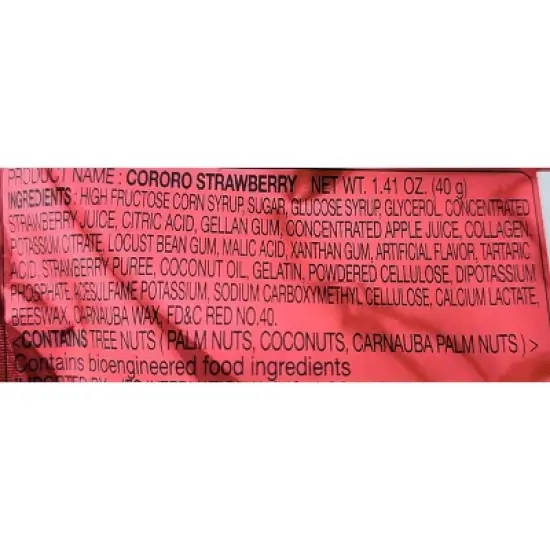 PRODUCT NAME : CORORO STRAWBERRY NET WT. 1.41 OZ. (40 g)
INGREDIENTS : HIGH FRUCTOSE CORN SYRUP, SUGAR, GLUCOSE SYRUP, GLYCEROL, CONCENTRATED
STRAWBERRY JUICE, CITRIC ACID, GELLAN GUM, CONCENTRATED APPLE JUICE, COLLAGEN,
POTASSIUM CITRATE, LOCUST BEAN GUM, MALIC ACID, XANTHAN GUM, ARTIFICIAL FLAVOR, TARTARIC
ACID, STRAWBERRY PUREE, COCONUT OIL, GELATIN, POWDERED CELLULOSE, DIPOTASSIUM
PHOSPHATE, ACESULFAME POTASSIUM, SODIUM CARBOXYMETHYL CELLULOSE, CALCIUM LACTATE,
BEESWAX, CARNAUBA WAX, FD&C RED NO.40.
<CONTAINS TREE NUTS ( PALM NUTS, COCONUTS, CARNAUBA PALM NUTS ) >
Contains bioengineered food ingredients
IMPORTED BY : JFC INTERNATIONAL